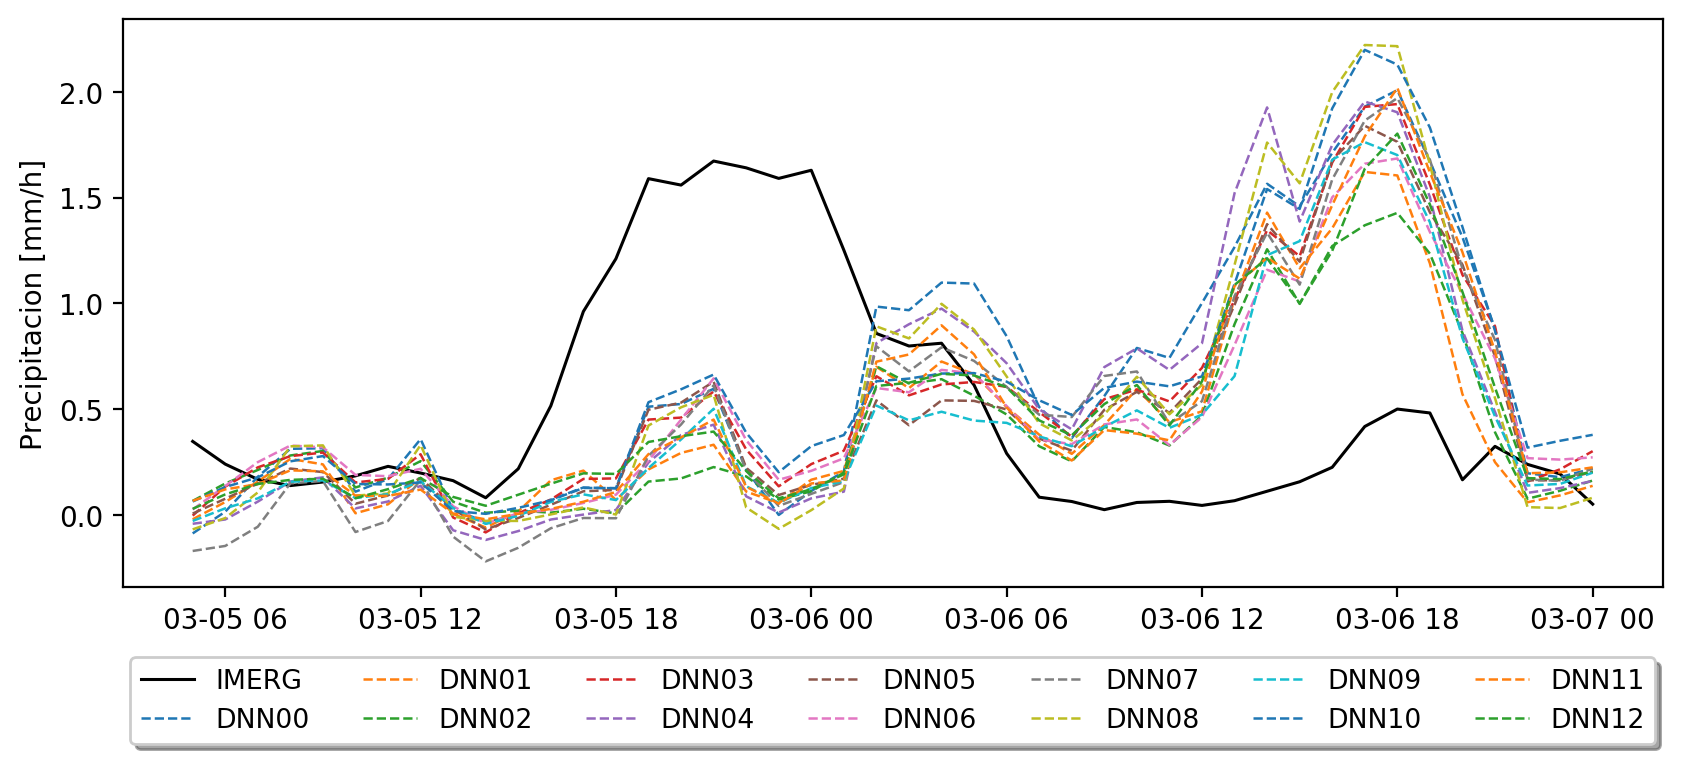 Precipitacion [mm/h]
2.0
1.5
1.0
0.5
0.0
03-05 06 03-05 12 03-05 18 03-06 00 03-06 06 03-06 12 03-06 18 03-07 00
IMERG DNN01 DNN03 DNN05 DNN07 DNN09 DNN11
DNN00 DNN02 DNN04 DNN06 DNN08 DNN10 DNN12